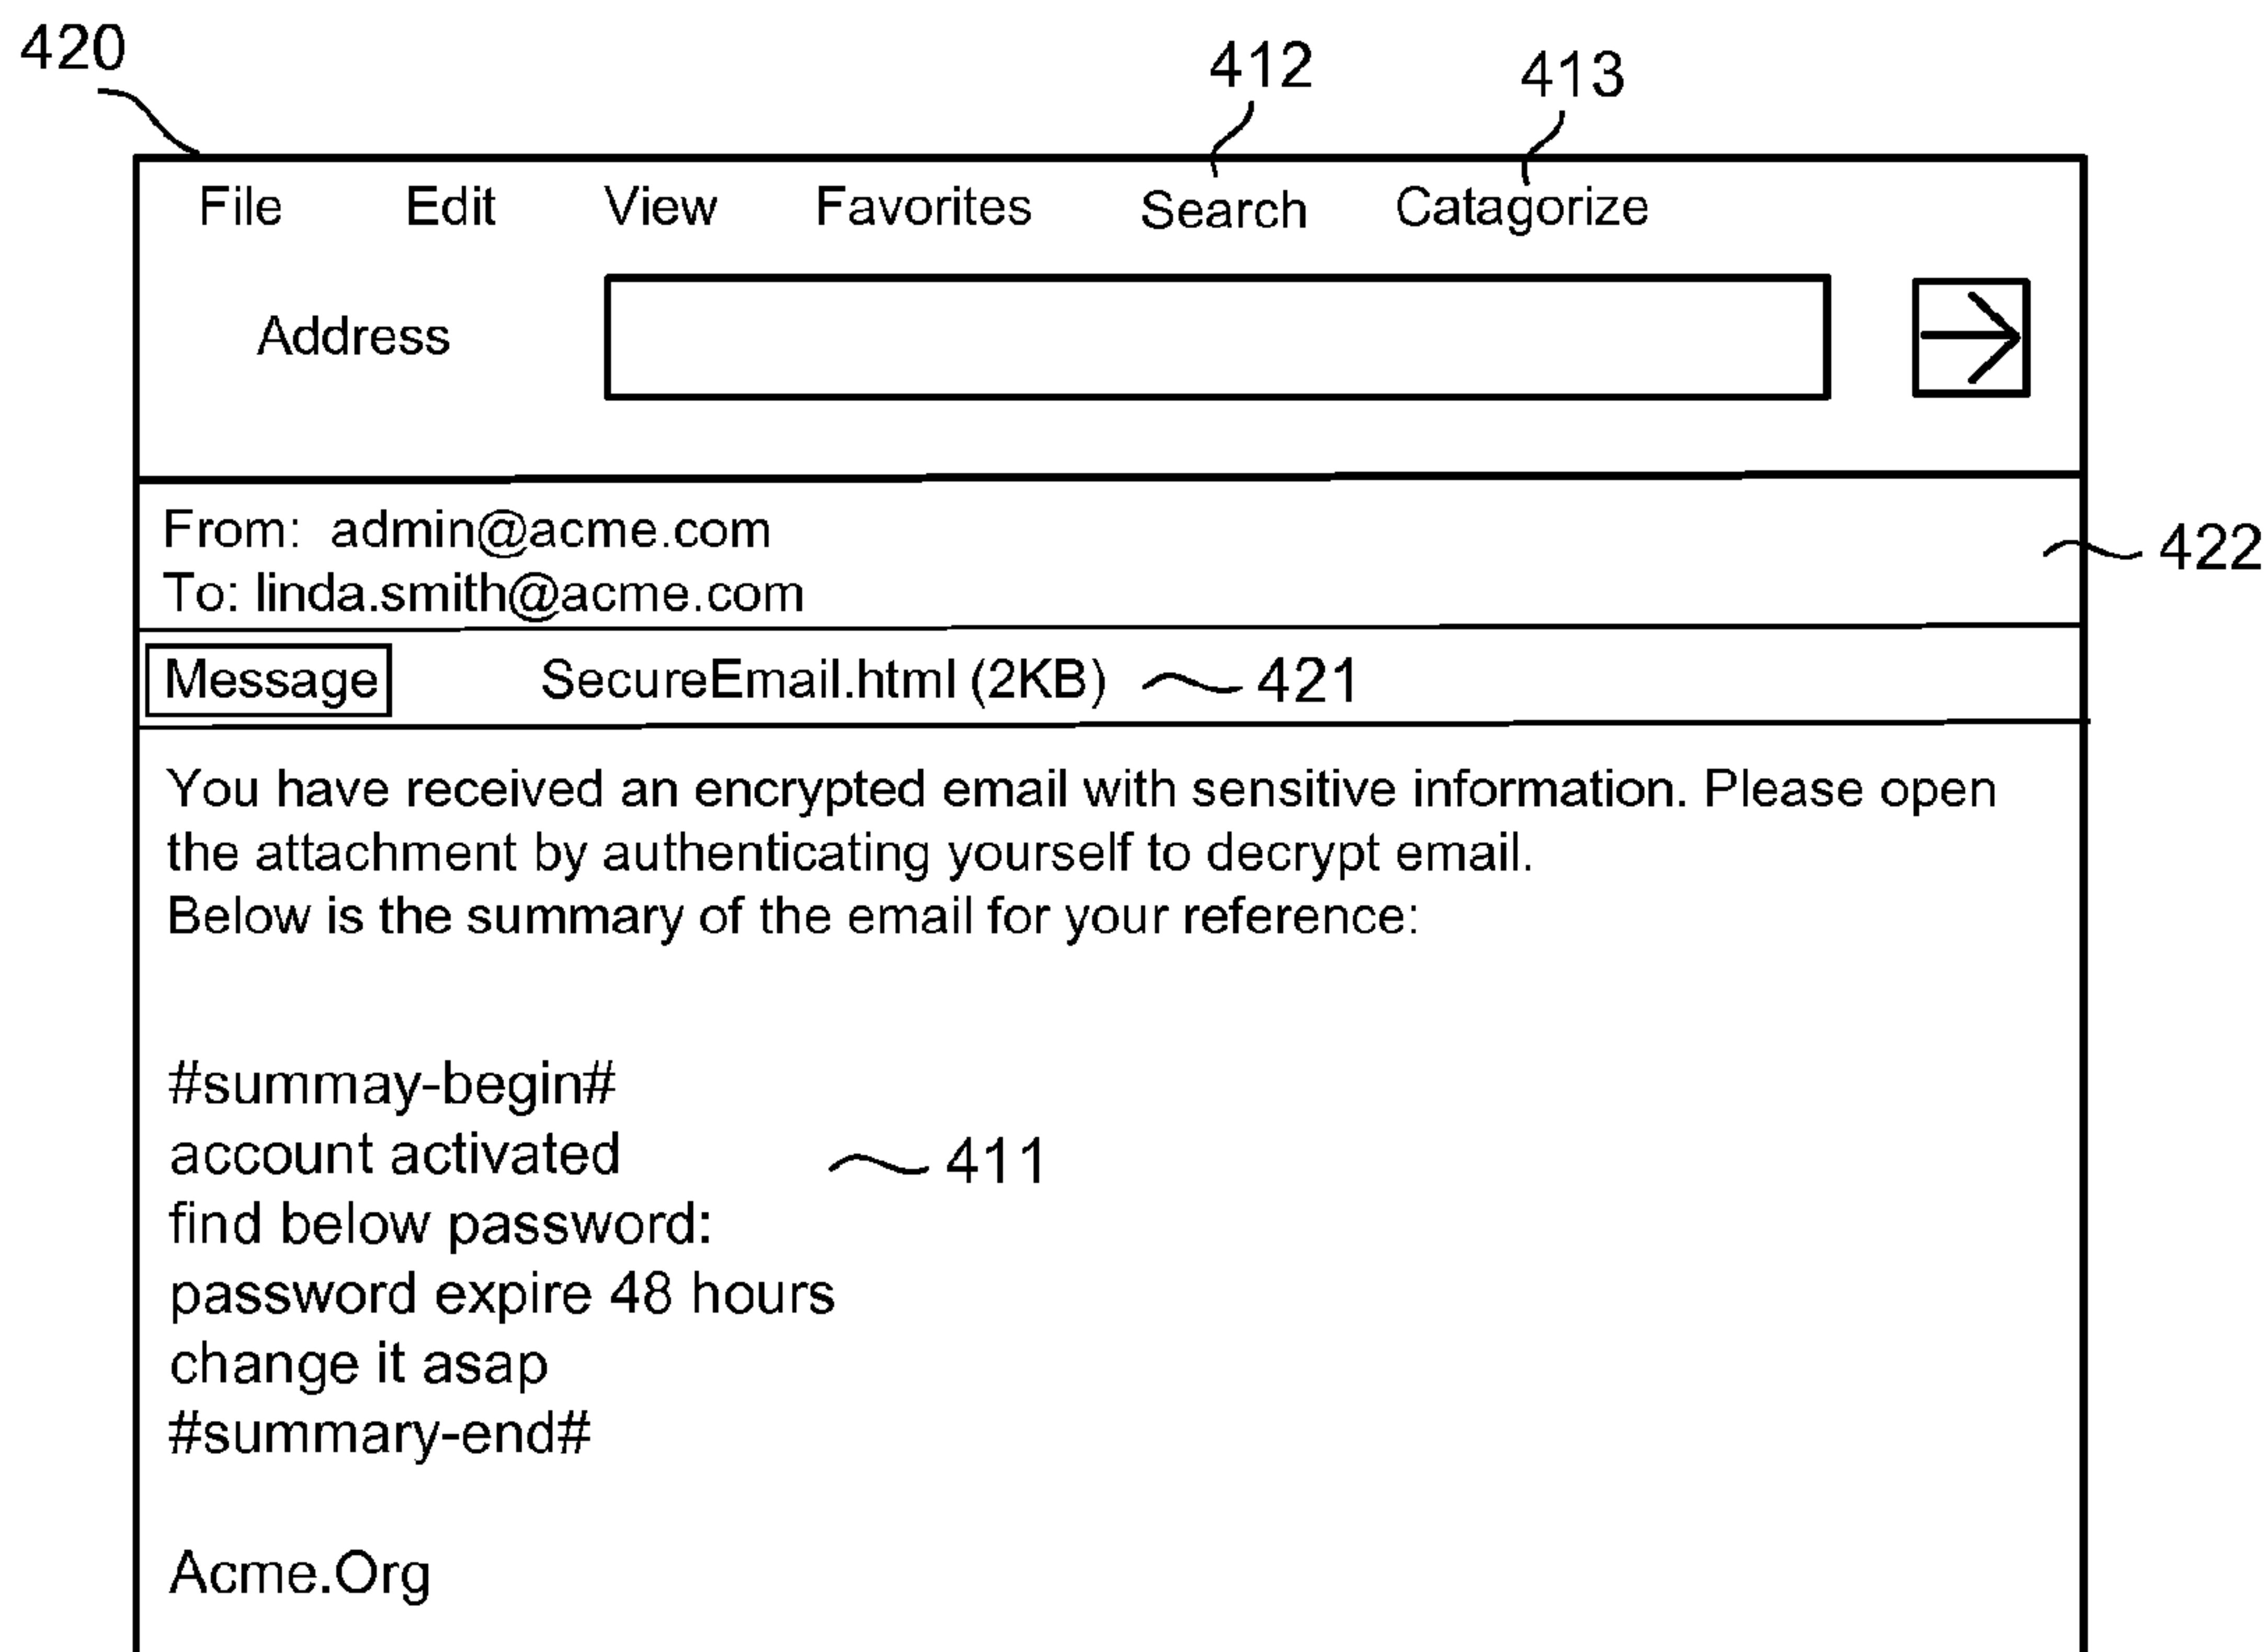 420
412
413
File Edit View Favorites Search Catagorize
Address
From: admin@acme.com
422
To: linda.smith@acme.com
Message SecureEmail.html (2KB) 421
You have received an encrypted email with sensitive information. Please open
the attachment by authenticating yourself to decrypt email.
Below is the summary of the email for your reference:
#summay-begin#
account activated 411
find below password:
password expire 48 hours
change it asap
#summary-end#
Acme.Org